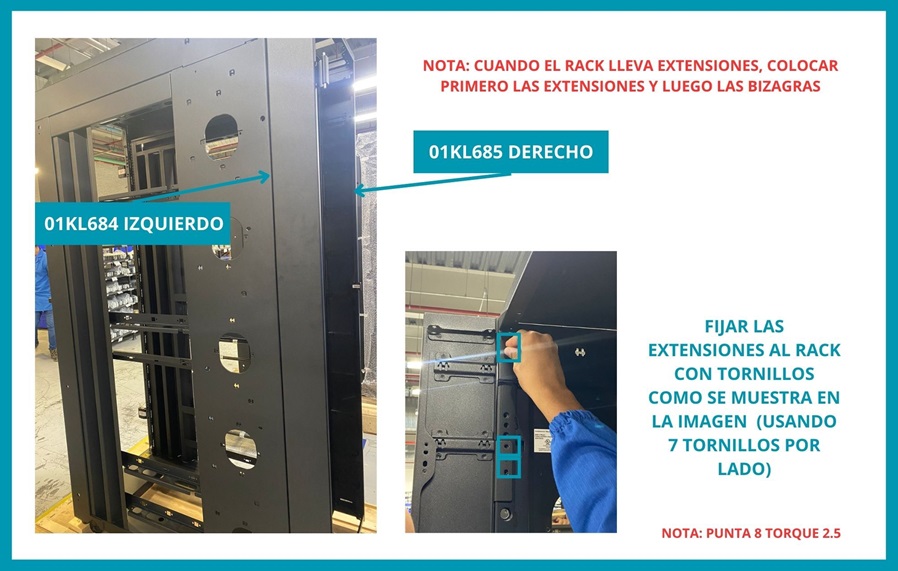 NOTA: CUANDO EL RACK LLEVA EXTENSIONES, COLOCAR
PRIMERO LAS EXTENSIONES Y LUEGO LAS BIZAGRAS
01KL685 DERECHO
01KL684 IZQUIERDO
FIJAR LAS
EXTENSIONES AL RACK
CON TORNILLOS
COMO SE MUESTRA EN
LA IMAGEN (USANDO
7 TORNILLOS POR
LADO)
NOTA: PUNTA 8 TORQUE 2.5